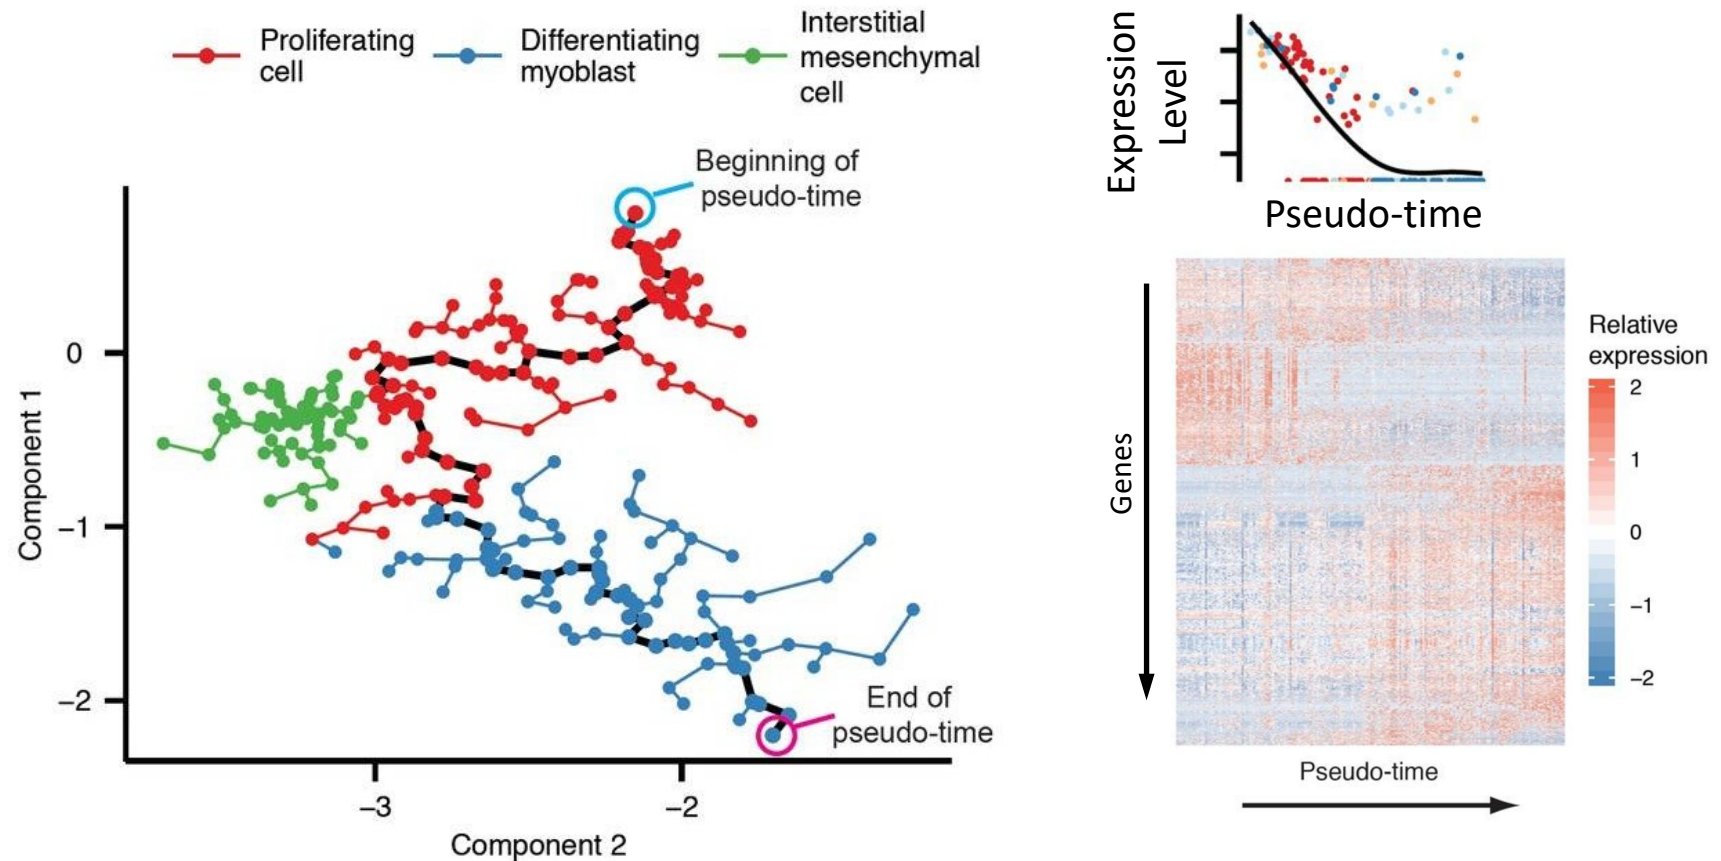 Proliferating
cell
Differentiating
myoblast
Interstitial
mesenchymal
cell
Beginning of
pseudo-time
End of
pseudo-time
Component 1
0
−1
−2
−3
−2
Component 2
Expression
Level
Pseudo-time
Genes
Pseudo-time
Relative
expression
2
1
0
−1
−2